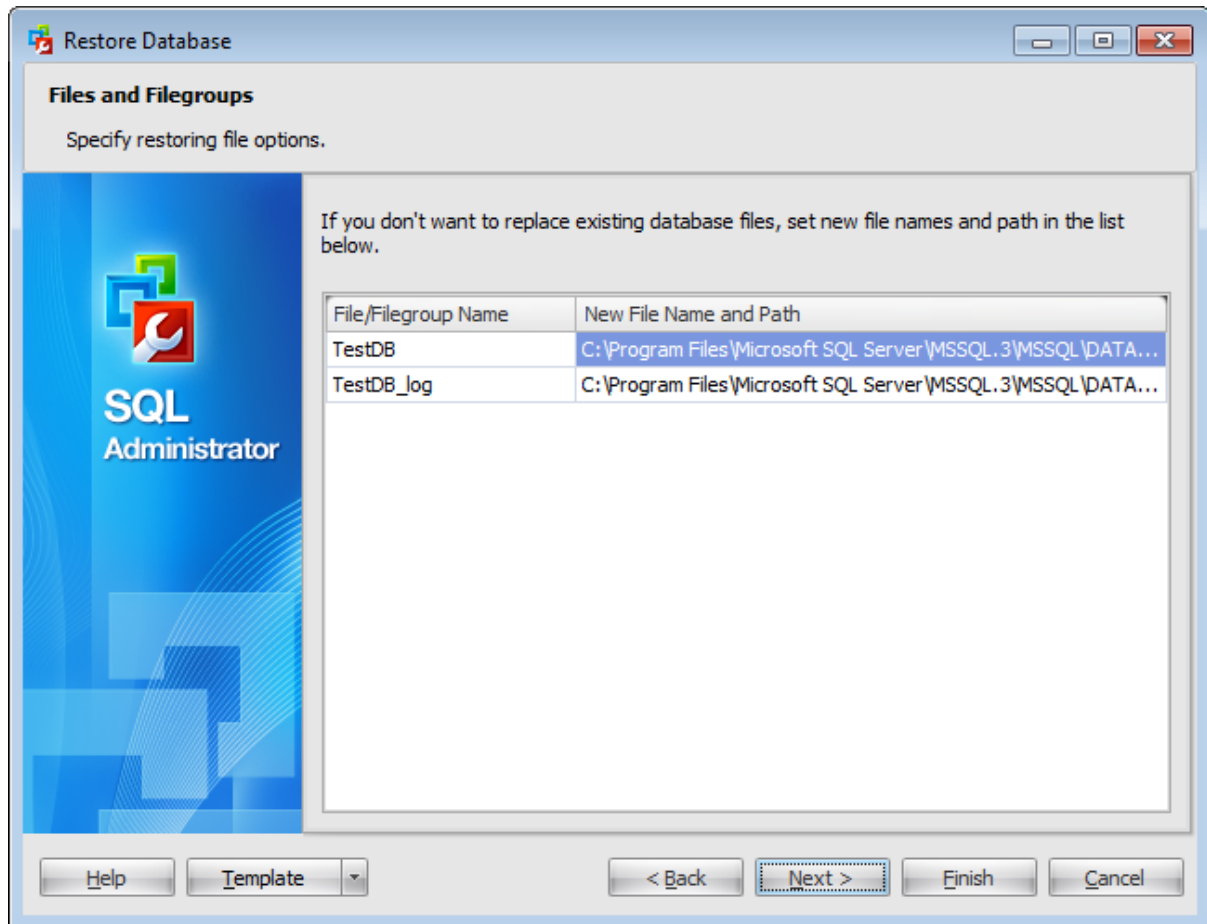 Restore Database
Files and Filegroups
Specify restoring file options.
If you don't want to replace existing database files, set new file names and path in the list
below.
File/Filegroup Name New File Name and Path
TestDB C:\Program Files\Microsoft SQL Server\MSSQL.3\MSSQL\DATA...
TestDB_log C:\Program Files\Microsoft SQL Server\MSSQL.3\MSSQL\DATA...
SQL
Administrator
Help Template < Back Next > Finish Cancel